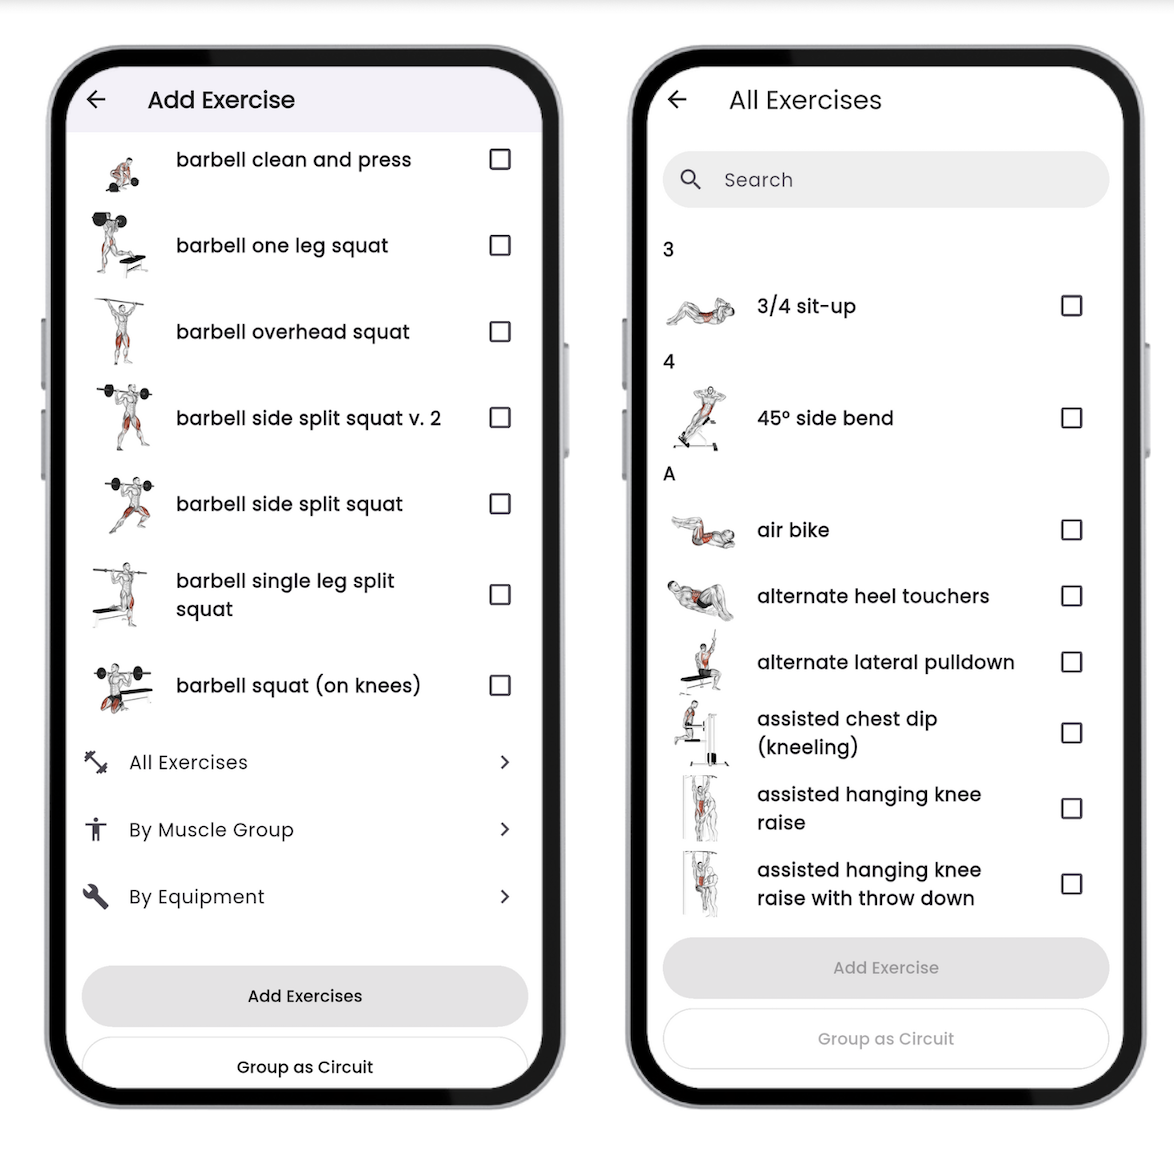 Add Exercise
barbell clean and press
barbell one leg squat
barbell overhead squat
barbell side split squat v. 2
barbell side split squat
barbell single leg split
squat
barbell squat (on knees)
All Exercises
By Muscle Group
By Equipment
Add Exercises
Group as Circuit
All Exercises
Search
3
3/4 sit-up
4
45° side bend
A
air bike
alternate heel touchers
alternate lateral pulldown
assisted chest dip
(kneeling)
assisted hanging knee
raise
assisted hanging knee
raise with throw down
Add Exercise
Group as Circuit